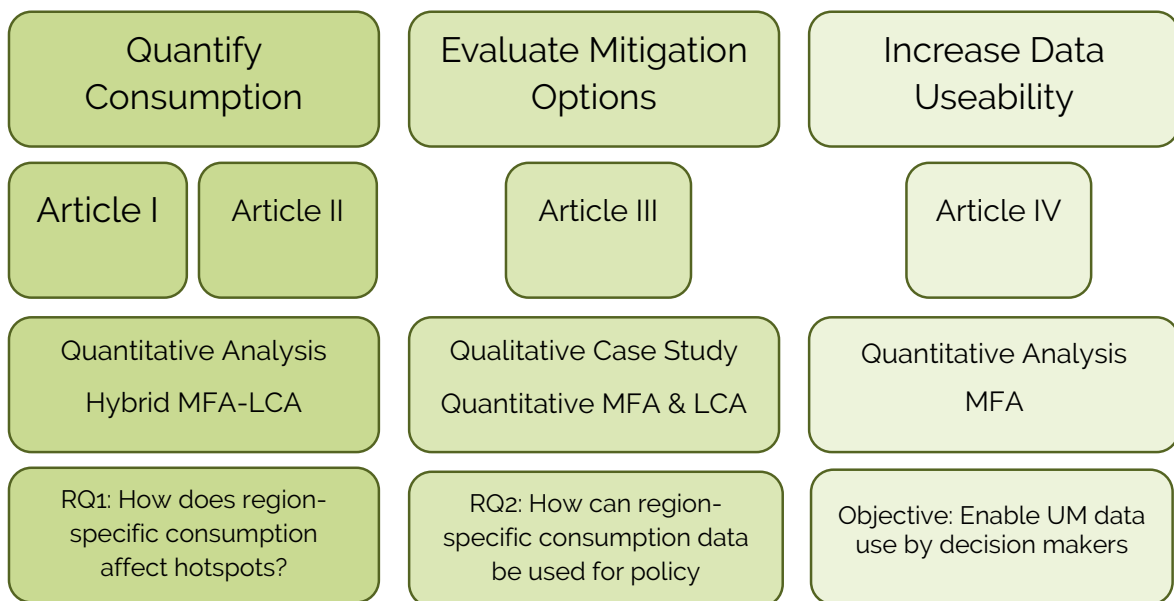 Quantify
Consumption
Evaluate Mitigation
Options
Increase Data
Useability
Article I
Article II
Article III
Article IV
Quantitative Analysis
Hybrid MFA-LCA
Qualitative Case Study
Quantitative MFA & LCA
Quantitative Analysis
MFA
RQ1: How does region-
specific consumption
affect hotspots?
RQ2: How can region-
specific consumption data
be used for policy
Objective: Enable UM data
use by decision makers